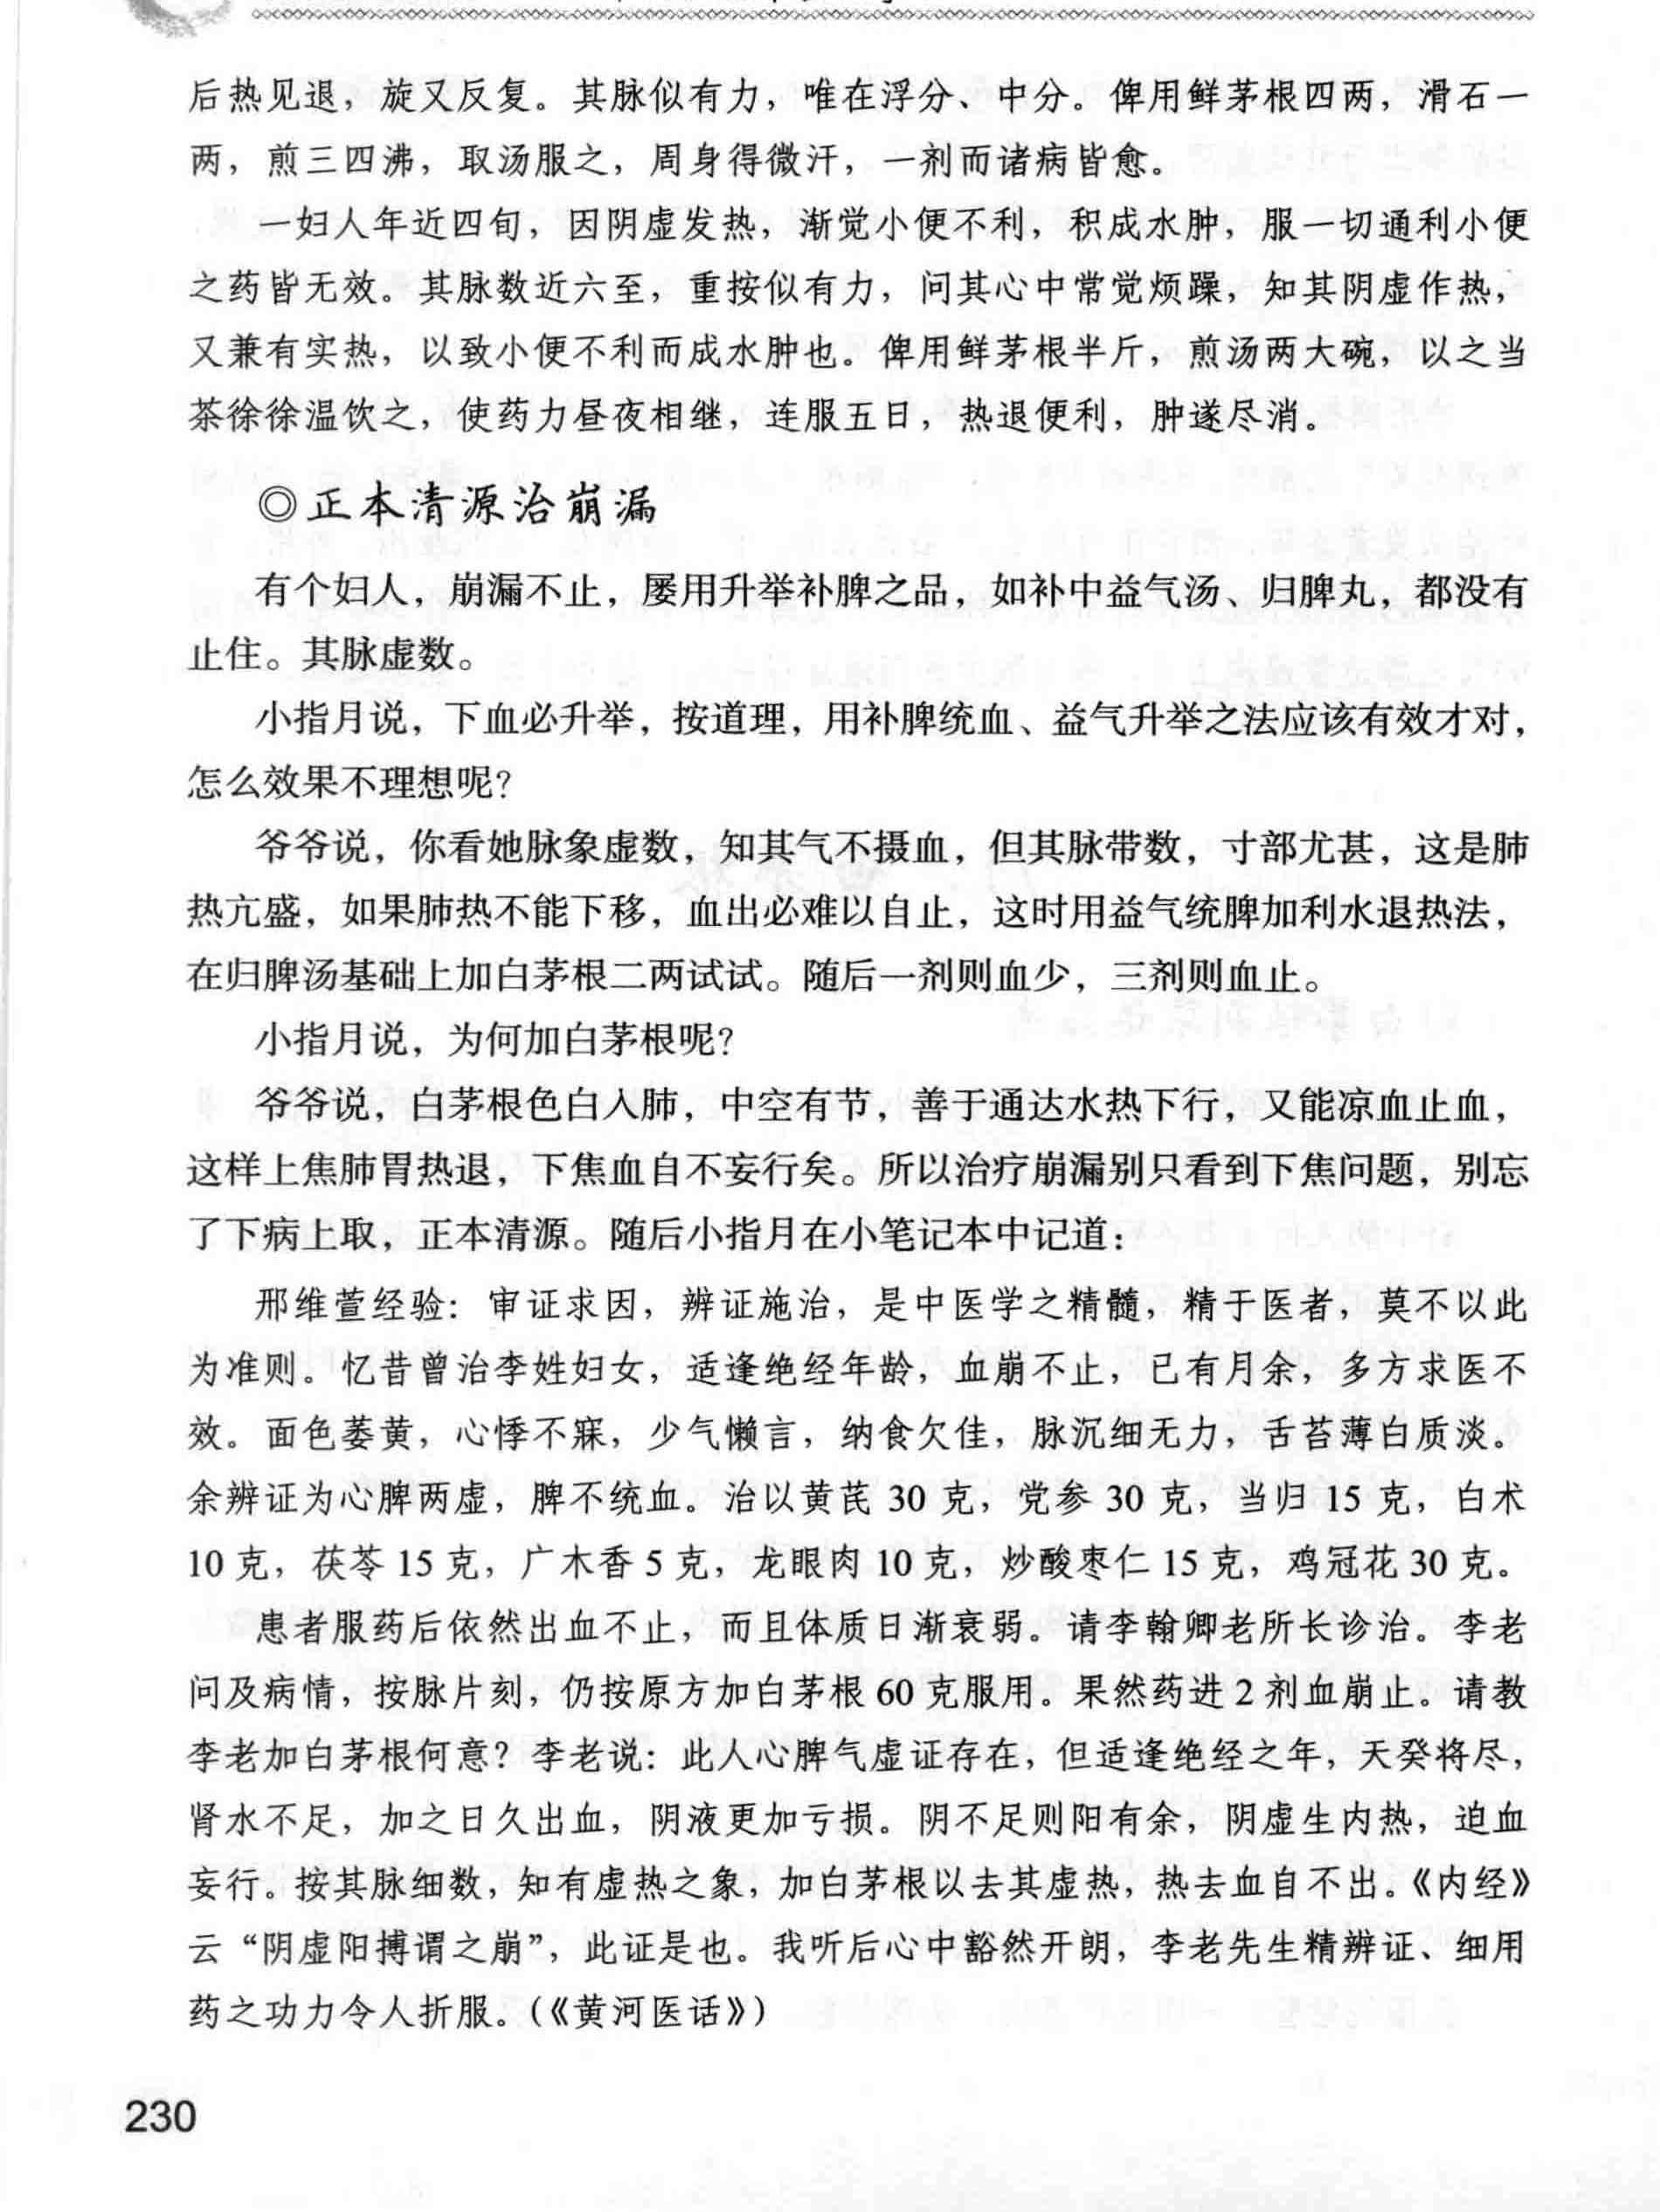 后热见退，旋又反复。其脉似有力，唯在浮分、中分。俾用鲜茅根四两，滑石一
两，煎三四沸，取汤服之，周身得微汗，一剂而诸病皆愈。
一妇人年近四旬，因阴虚发热，渐觉小便不利，积成水肿，服一切通利小便
之药皆无效。其脉数近六至，重按似有力，问其心中常觉烦躁，知其阴虚作热，
又兼有实热，以致小便不利而成水肿也。俾用鲜茅根半斤，煎汤两大碗，以之当
茶徐徐温饮之，使药力昼夜相继，连服五日，热退便利，肿遂尽消。
◎正本清源治崩漏
有个妇人，崩漏不止，屡用升举补脾之品，如补中益气汤、归脾丸，都没有
止住。其脉虚数。
小指月说，下血必升举，按道理，用补脾统血、益气升举之法应该有效才对，
怎么效果不理想呢？
爷爷说，你看她脉象虚数，知其气不摄血，但其脉带数，寸部尤甚，这是肺
热亢盛，如果肺热不能下移，血出必难以自止，这时用益气统脾加利水退热法，
在归脾汤基础上加白茅根二两试试。随后一剂则血少，三剂则血止。
小指月说，为何加白茅根呢？
爷爷说，白茅根色白入肺，中空有节，善于通达水热下行，又能凉血止血，
这样上焦肺胃热退，下焦血自不妄行矣。所以治疗崩漏别只看到下焦问题，别忘
了下病上取，正本清源。随后小指月在小笔记本中记道：
邢维萱经验：审证求因，辨证施治，是中医学之精髓，精于医者，莫不以此
为准则。忆昔曾治李姓妇女，适逢绝经年龄，血崩不止，已有月余，多方求医不
效。面色萎黄，心悸不寐，少气懒言，纳食欠佳，脉沉细无力，舌苔薄白质淡。
余辨证为心脾两虚，脾不统血。治以黄芪 30 克，党参 30 克，当归 15 克，白术
10 克，茯苓 15 克，广木香 5 克，龙眼肉 10 克，炒酸枣仁 15 克，鸡冠花 30 克。
患者服药后依然出血不止，而且体质日渐衰弱。请李翰卿老所长诊治。李老
问及病情，按脉片刻，仍按原方加白茅根 60 克服用。果然药进 2 剂血崩止。请教
李老加白茅根何意？李老说：此人心脾气虚证存在，但适逢绝经之年，天癸将尽，
肾水不足，加之日久出血，阴液更加亏损。阴不足则阳有余，阴虚生内热，迫血
妄行。按其脉细数，知有虚热之象，加白茅根以去其虚热，热去血自不出。《内经》
云“阴虚阳搏谓之崩”，此证是也。我听后心中豁然开朗，李老先生精辨证、细用
药之功力令人折服。（《黄河医话》）
230